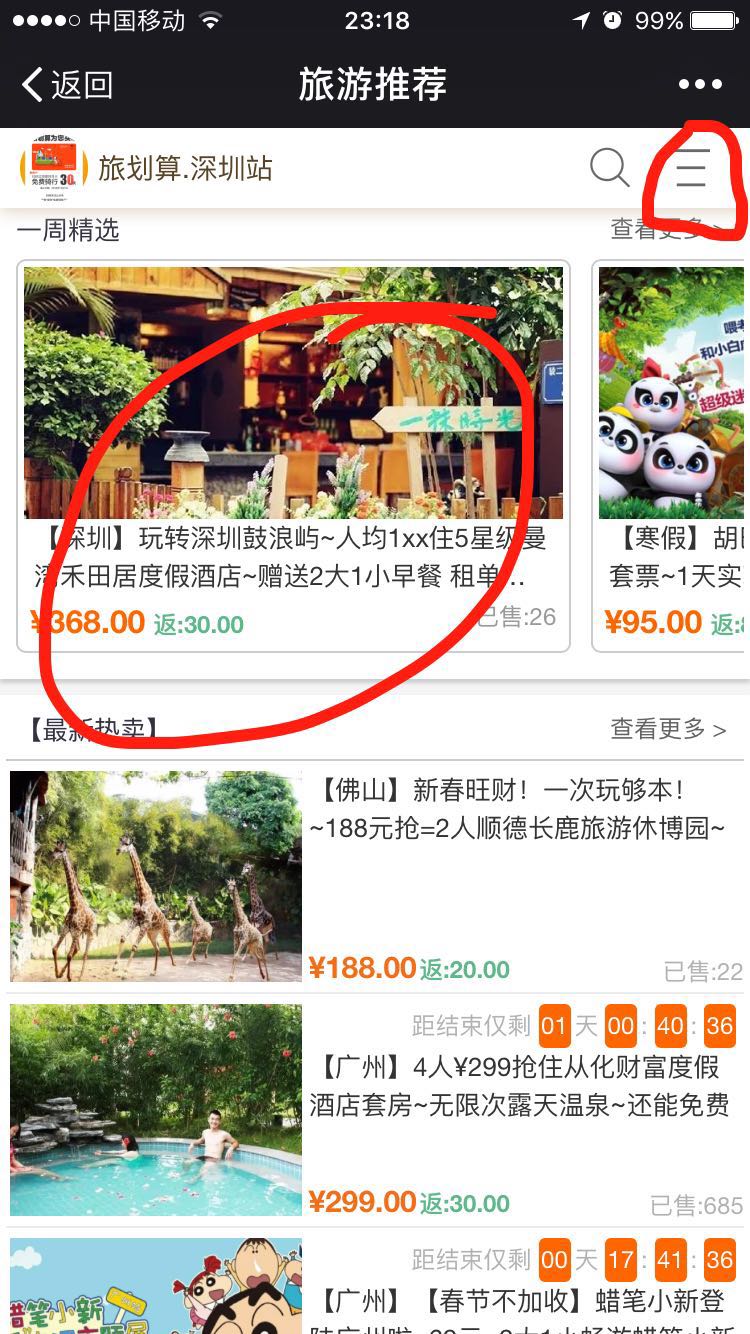 中国移动 23:18 99%
返回 旅游推荐
旅划算.深圳站
免费骑行 30
一周精选 查看更多 >
一株時光
喂
和小白
超级迷
【深圳】玩转深圳鼓浪屿~人均1xx住5星级曼
湾禾田居度假酒店~赠送2大1小早餐 租单...
¥368.00 返:30.00 已售:26
【寒假】胡
套票~1天实
¥95.00 返:
【最新热卖】 查看更多 >
【佛山】新春旺财！一次玩够本！
~188元抢=2人顺德长鹿旅游休博园~
¥188.00 返:20.00 已售:22
距结束仅剩 01 天 00 : 40 : 36
【广州】4人¥299抢住从化财富度假
酒店套房~无限次露天温泉~还能免费
¥299.00 返:30.00 已售:685
距结束仅剩 00 天 17 : 41 : 36
蜡笔小新
【广州】【春节不加收】蜡笔小新登